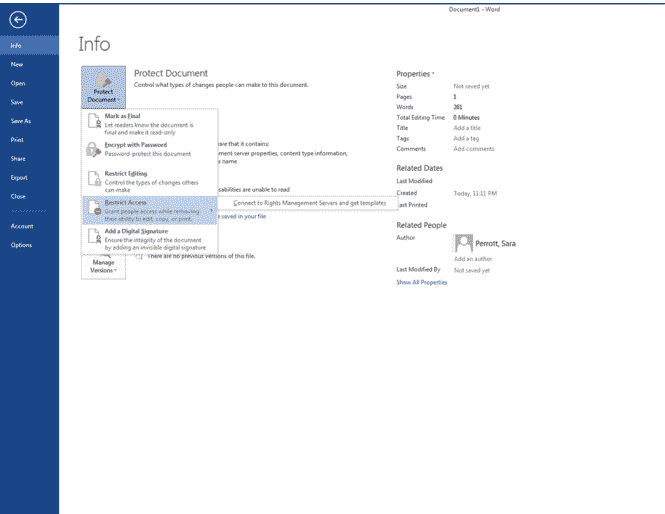 Document1 - Word
Info
Info
New
Open
Save
Save As
Print
Share
Export
Close
Account
Options
Protect Document
Control what types of changes people can make to this document.
Protect
Document
Mark as Final
Let readers know the document is
final and make it read-only
Encrypt with Password
Password-protect this document
Restrict Editing
Control the types of changes others
can make
Restrict Access
Grant people access while removing
their ability to edit, copy, or print.
Add a Digital Signature
Ensure the integrity of the document
by adding an invisible digital signature
ware that it contains:
ment server properties, content type information,
s name
sabilities are unable to read
Connect to Rights Management Servers and get templates
e saved in your file
There are no previous versions of this file.
Manage
Versions
Properties
Size Not saved yet
Pages 1
Words 261
Total Editing Time 0 Minutes
Title Add a title
Tags Add a tag
Comments Add comments
Related Dates
Last Modified
Created Today, 11:11 PM
Last Printed
Related People
Author
Perrott, Sara
Add an author
Last Modified By Not saved yet
Show All Properties